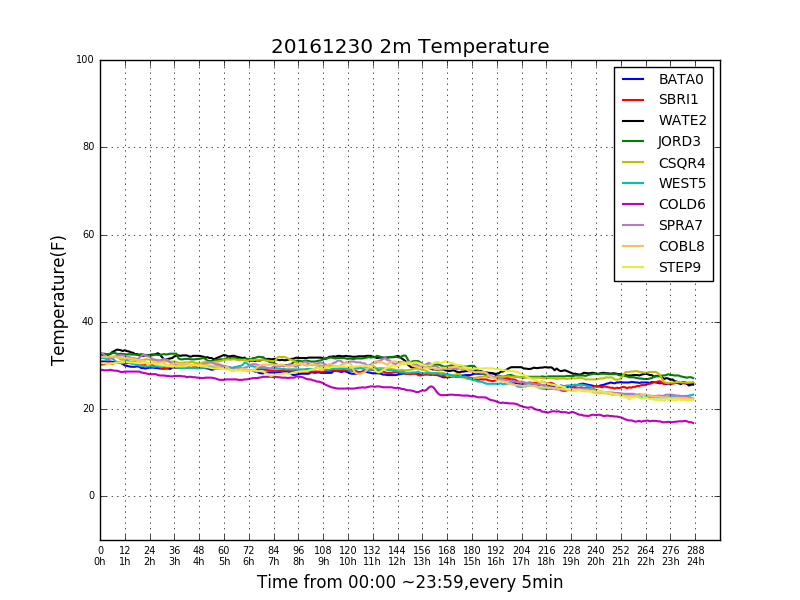 20161230 2m Temperature
100
80
60
40
20
0
Temperature(F)
BATA0
SBRI1
WATE2
JORD3
CSQR4
WEST5
COLD6
SPRA7
COBL8
STEP9
0 12 24 36 48 60 72 84 96 108 120 132 144 156 168 180 192 204 216 228 240 252 264 276 288
0h 1h 2h 3h 4h 5h 6h 7h 8h 9h 10h 11h 12h 13h 14h 15h 16h 17h 18h 19h 20h 21h 22h 23h 24h
Time from 00:00 ~23:59,every 5min